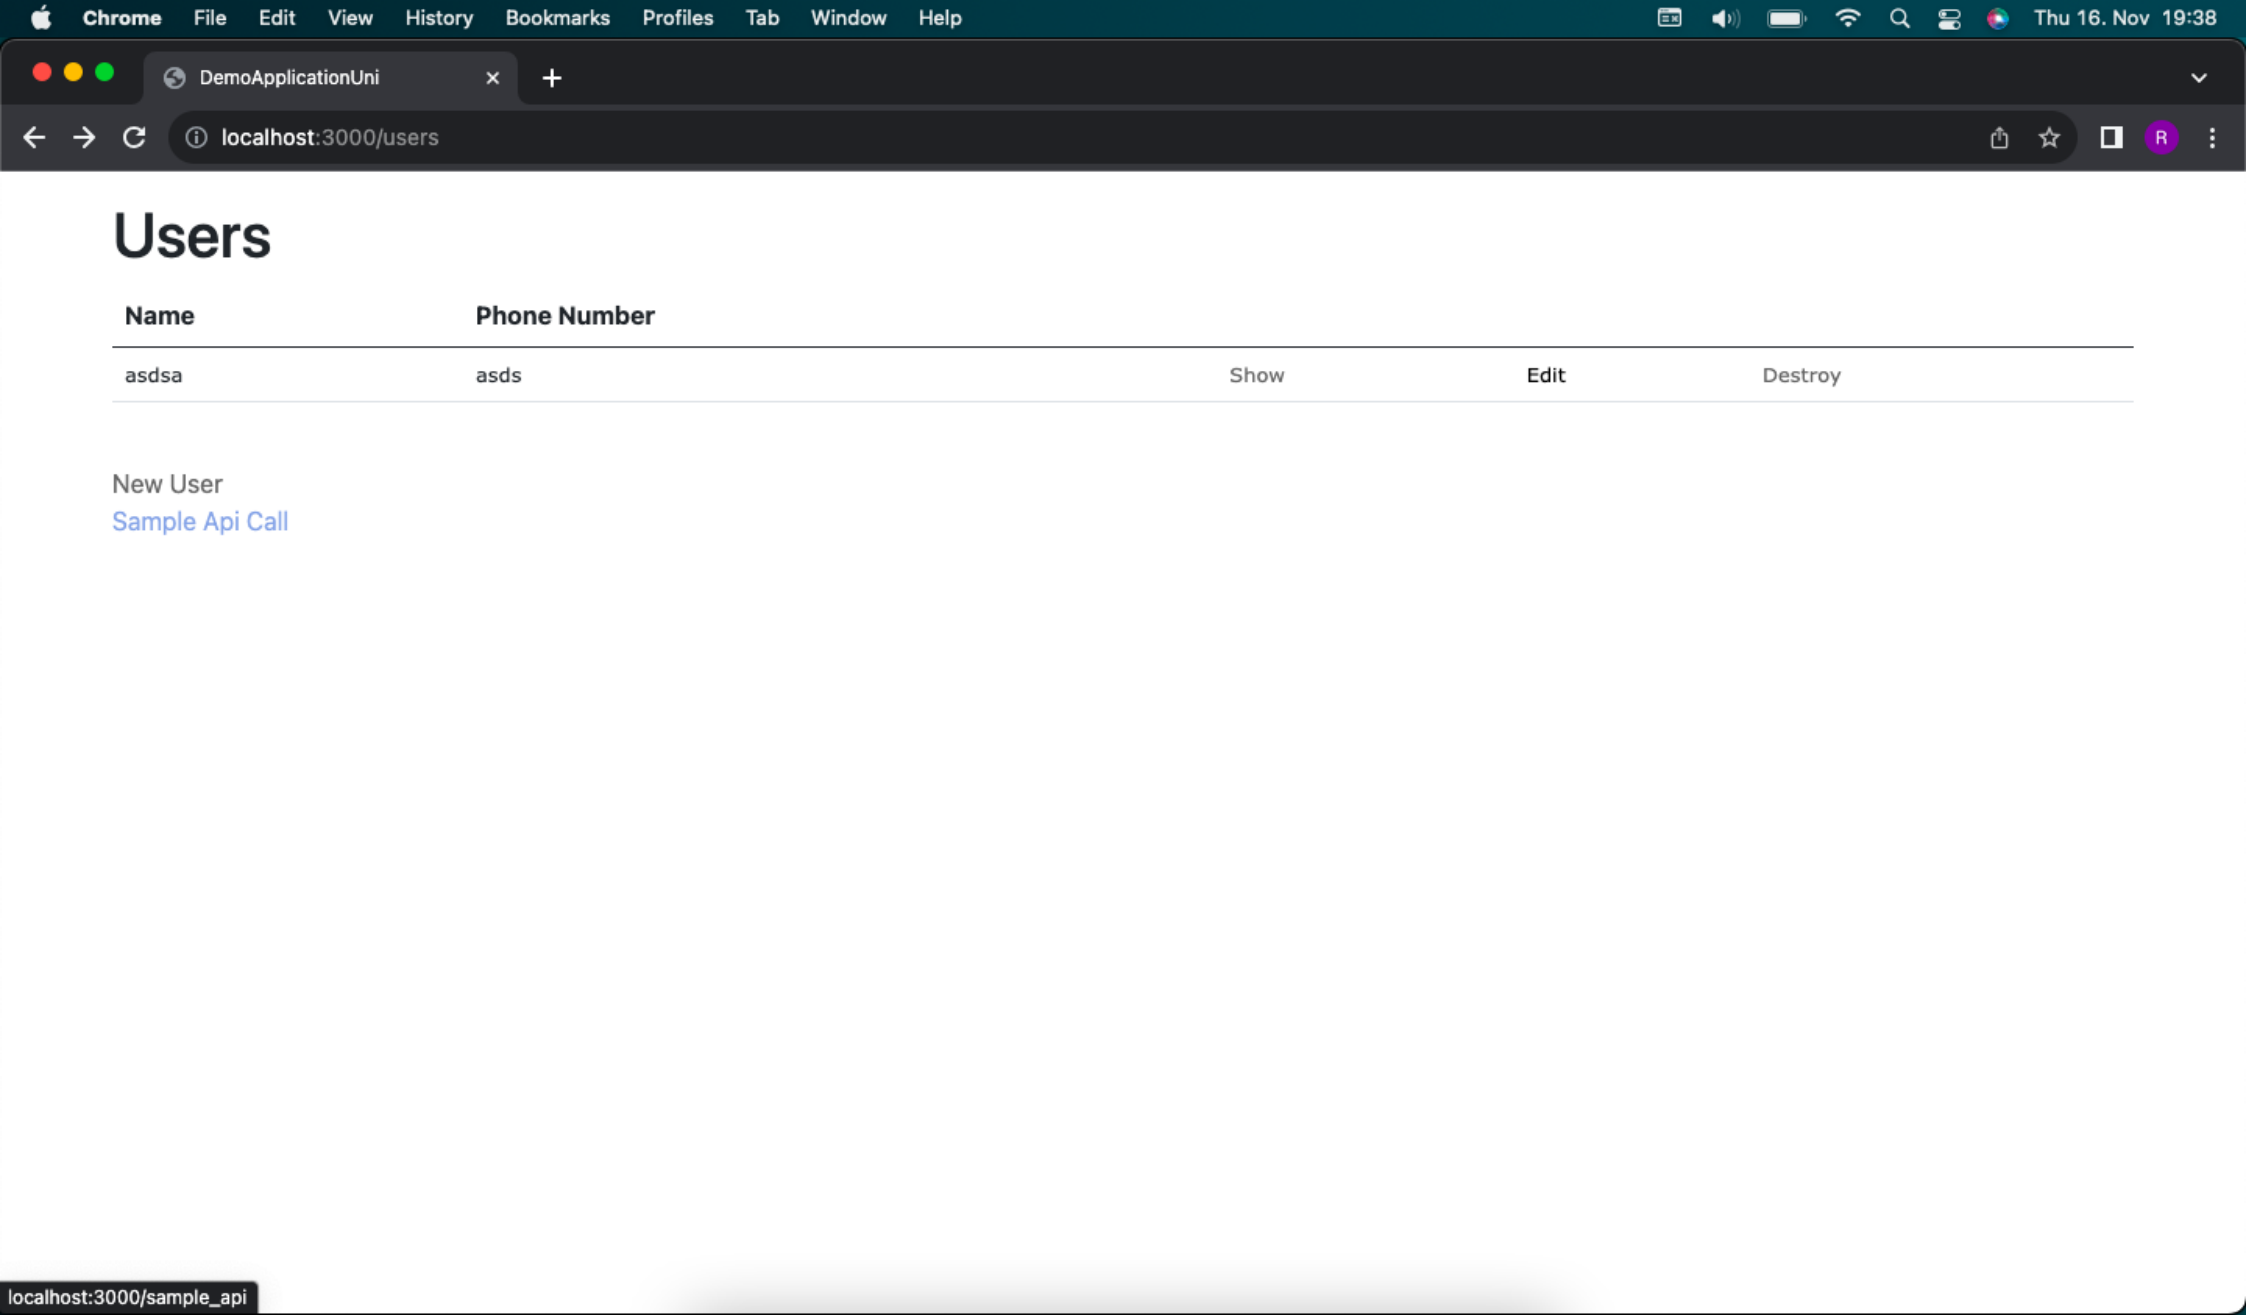 Chrome File Edit View History Bookmarks Profiles Tab Window Help Thu 16. Nov 19:38
DemoApplicationUni
localhost:3000/users R
Users
Name Phone Number
asdsa asds Show Edit Destroy
New User
Sample Api Call
localhost:3000/sample_api